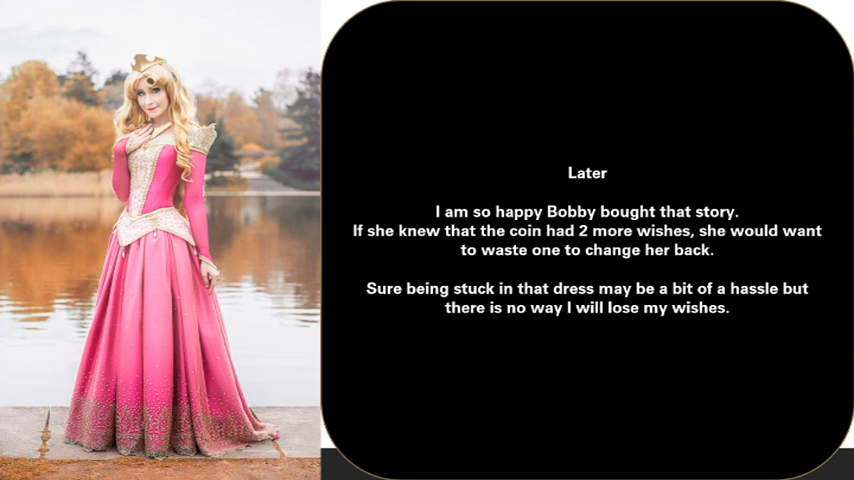 Later
I am so happy Bobby bought that story.
If she knew that the coin had 2 more wishes, she would want
to waste one to change her back.
Sure being stuck in that dress may be a bit of a hassle but
there is no way I will lose my wishes.